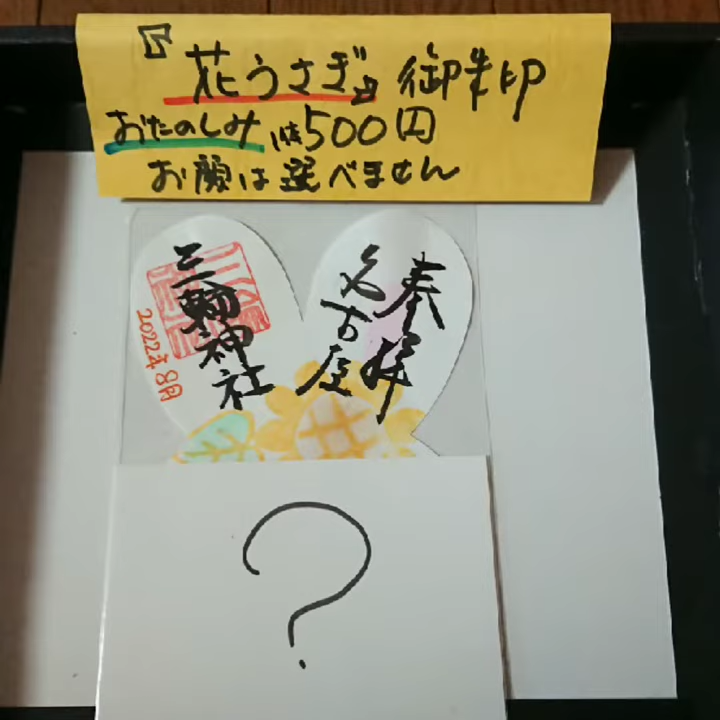 『花うさぎ』御朱印
おたのしみ 1体500円
お顔は選べません
奉拝
名古屋
三輪神社
2022年8月
?